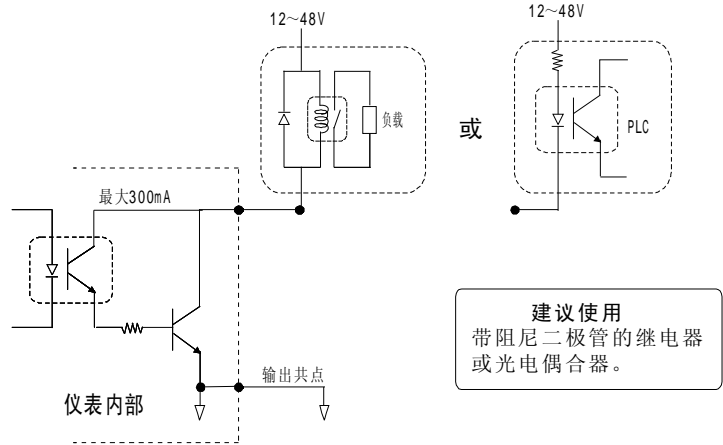 12～48V
12～48V
负载
或
PLC
最大300mA
输出共点
仪表内部
建议使用
带阻尼二极管的继电器
或光电偶合器。